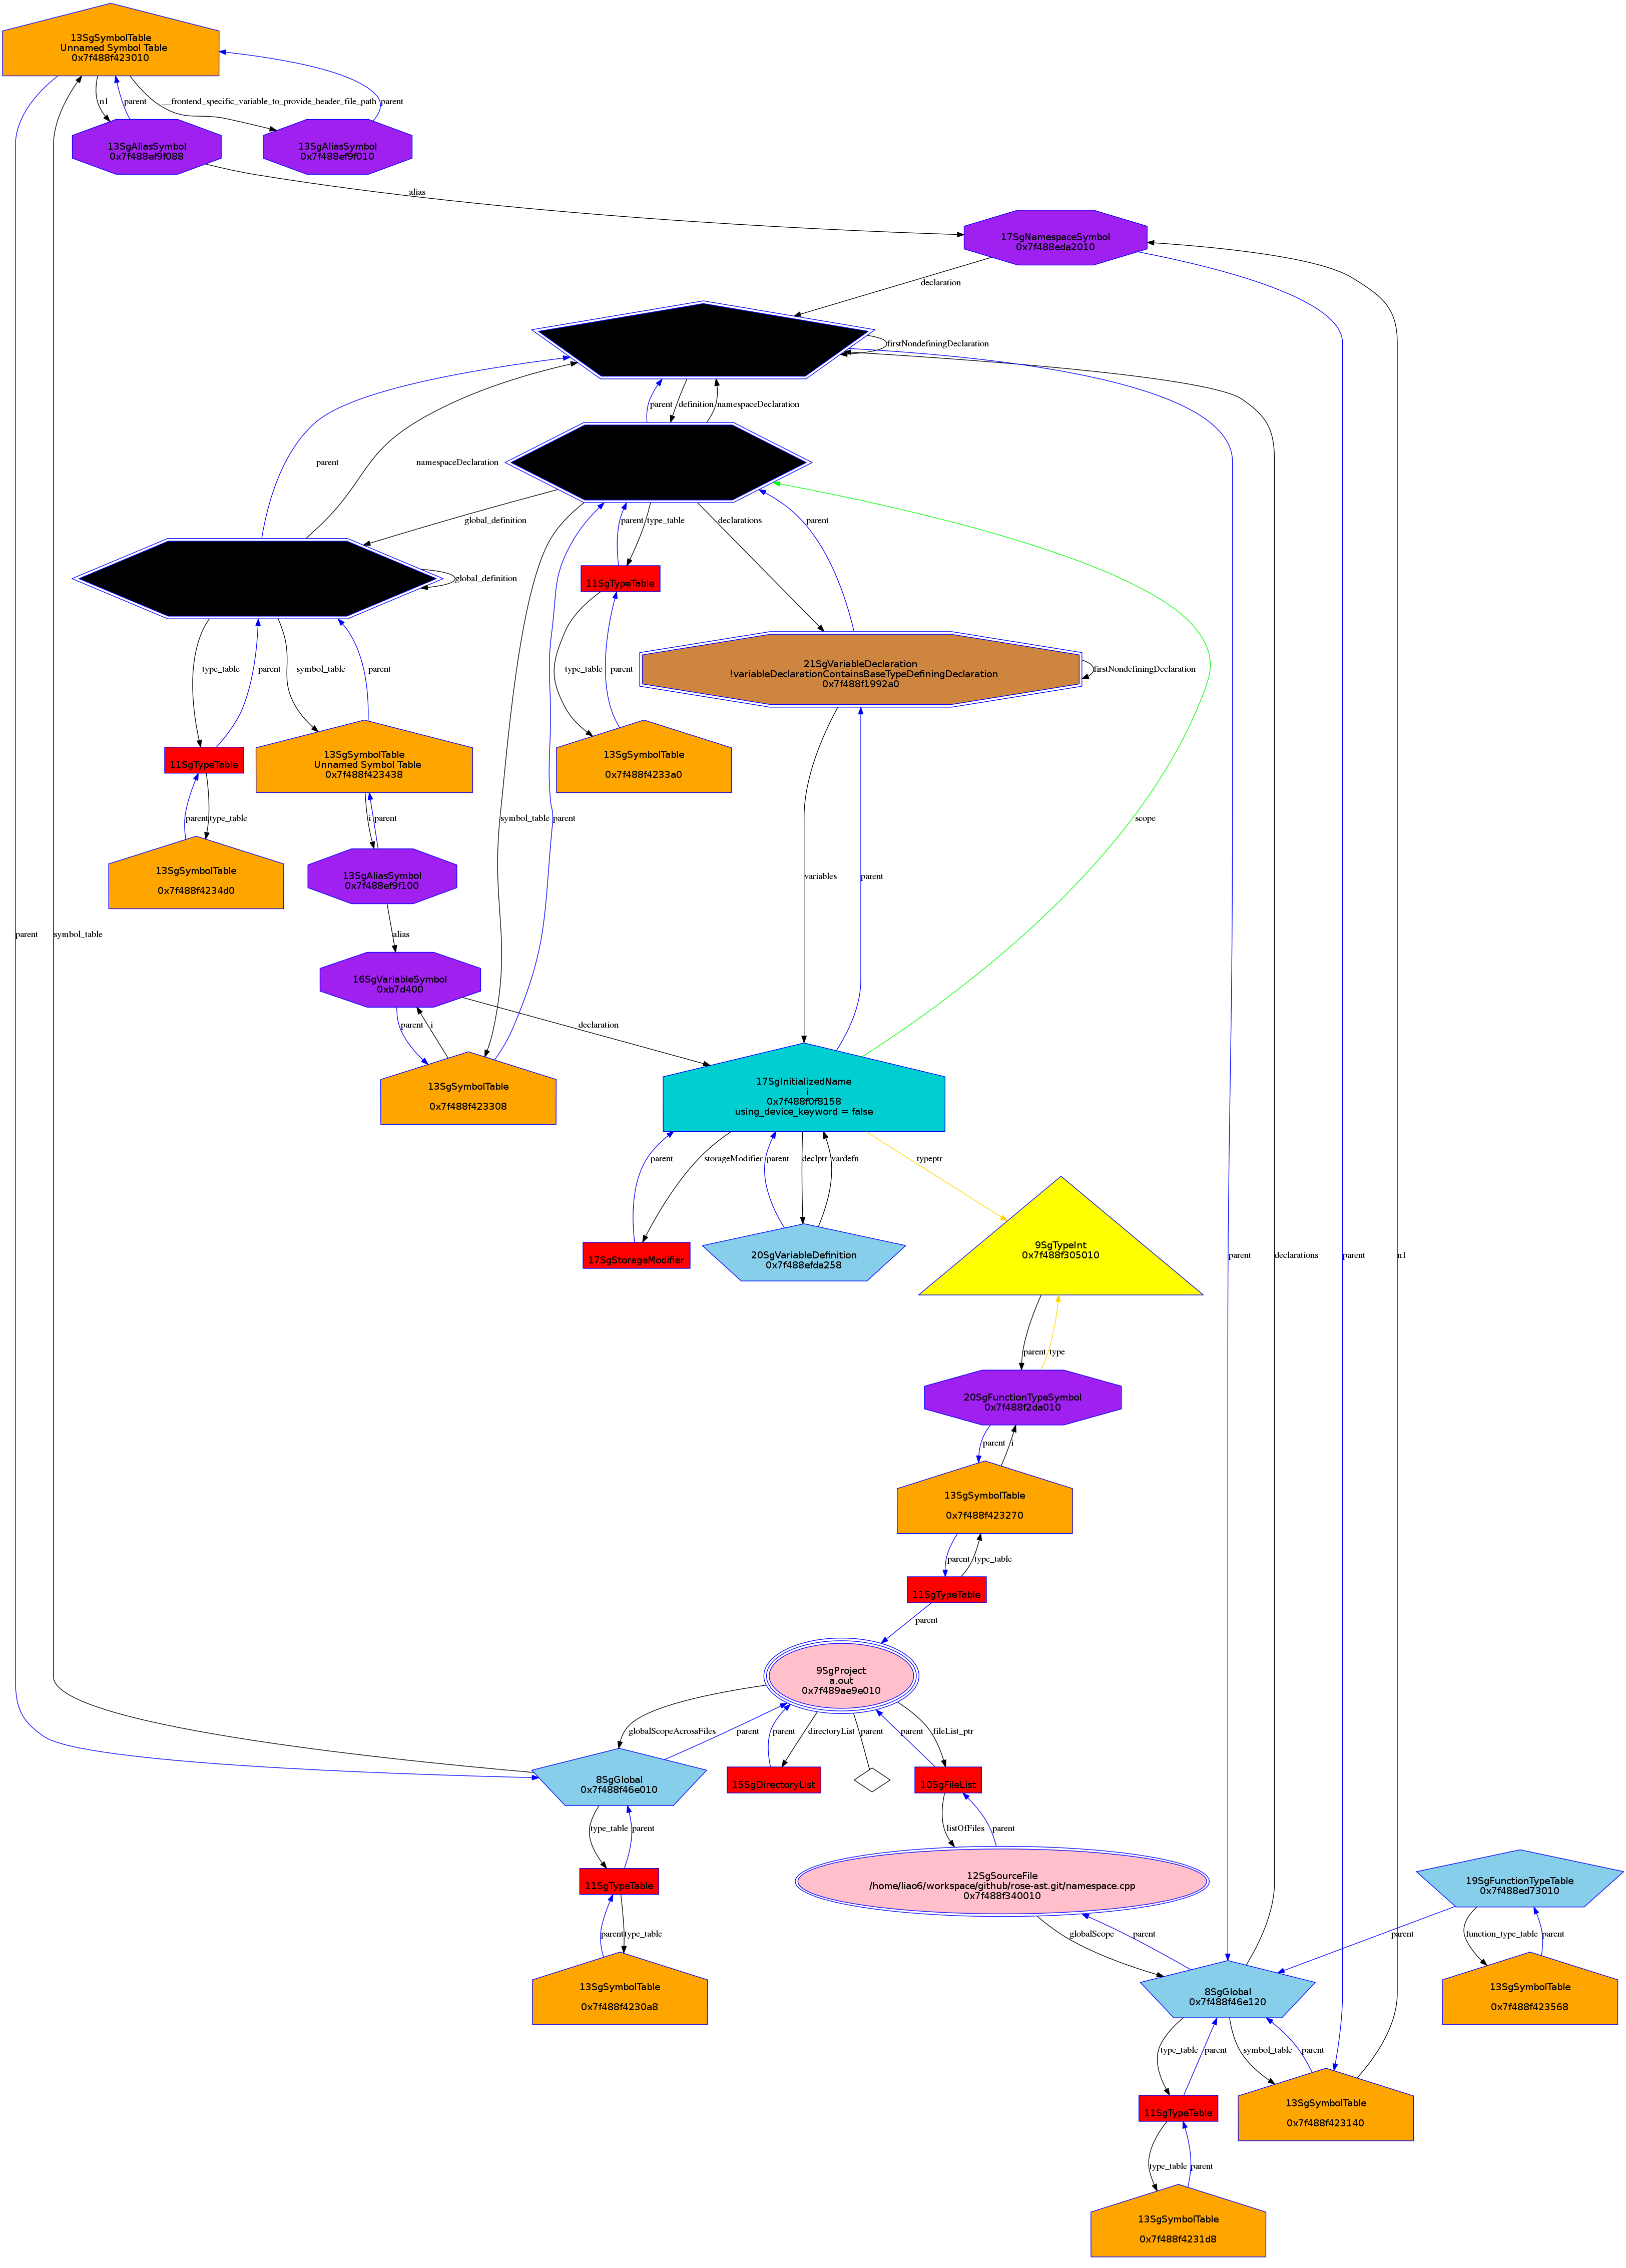 13SgSymbolTable
Unnamed Symbol Table
0x7f488f423010
n1
parent
__frontend_specific_variable_to_provide_header_file_path
parent
13SgAliasSymbol
0x7f488ef9f088
13SgAliasSymbol
0x7f488ef9f010
alias
17SgNamespaceSymbol
0x7f488eda2010
declaration
firstNondefiningDeclaration
parent
definition
namespaceDeclaration
parent
namespaceDeclaration
global_definition
parent
type_table
declarations
parent
global_definition
11SgTypeTable
type_table
parent
symbol_table
parent
type_table
parent
21SgVariableDeclaration
!variableDeclarationContainsBaseTypeDefiningDeclaration
0x7f488f1992a0
firstNondefiningDeclaration
11SgTypeTable
13SgSymbolTable
Unnamed Symbol Table
0x7f488f423438
13SgSymbolTable
0x7f488f4233a0
parent
type_table
i
parent
symbol_table
parent
scope
13SgSymbolTable
0x7f488f4234d0
13SgAliasSymbol
0x7f488ef9f100
variables
parent
parent
symbol_table
alias
16SgVariableSymbol
0xb7d400
parent
i
declaration
13SgSymbolTable
0x7f488f423308
17SgInitializedName
i
0x7f488f0f8158
using_device_keyword = false
parent
storageModifier
parent
declptr
vardefn
typeptr
17SgStorageModifier
20SgVariableDefinition
0x7f488efda258
9SgTypeInt
0x7f488f305010
parent
declarations
parent
n1
parent
type
20SgFunctionTypeSymbol
0x7f488f2da010
parent
i
13SgSymbolTable
0x7f488f423270
parent
type_table
11SgTypeTable
parent
9SgProject
a.out
0x7f489ae9e010
globalScopeAcrossFiles
parent
parent
directoryList
parent
parent
fileList_ptr
8SgGlobal
0x7f488f46e010
15SgDirectoryList
10SgFileList
type_table
parent
listOfFiles
parent
11SgTypeTable
12SgSourceFile
/home/liao6/workspace/github/rose-ast.git/namespace.cpp
0x7f488f340010
19SgFunctionTypeTable
0x7f488ed73010
parent
type_table
globalScope
parent
parent
function_type_table
parent
13SgSymbolTable
0x7f488f4230a8
8SgGlobal
0x7f488f46e120
13SgSymbolTable
0x7f488f423568
type_table
parent
symbol_table
parent
11SgTypeTable
13SgSymbolTable
0x7f488f423140
type_table
parent
13SgSymbolTable
0x7f488f4231d8